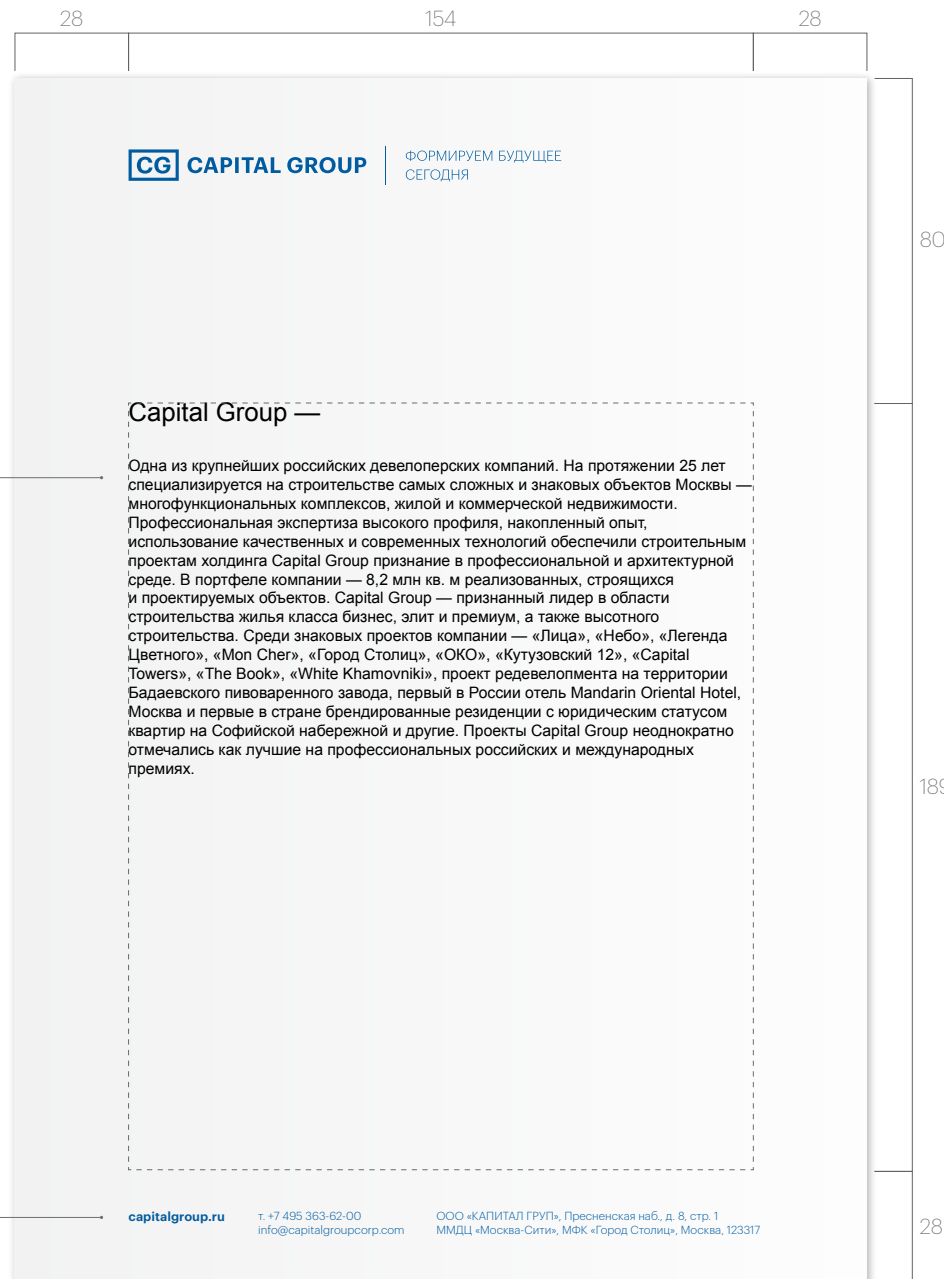 28 154 28
CG CAPITAL GROUP
ФОРМИРУЕМ БУДУЩЕЕ
СЕГОДНЯ
80
Capital Group —
Одна из крупнейших российских девелоперских компаний. На протяжении 25 лет
специализируется на строительстве самых сложных и знаковых объектов Москвы —
многофункциональных комплексов, жилой и коммерческой недвижимости.
Профессиональная экспертиза высокого профиля, накопленный опыт,
использование качественных и современных технологий обеспечили строительным
проектам холдинга Capital Group признание в профессиональной и архитектурной
среде. В портфеле компании — 8,2 млн кв. м реализованных, строящихся
и проектируемых объектов. Capital Group — признанный лидер в области
строительства жилья класса бизнес, элит и премиум, а также высотного
строительства. Среди знаковых проектов компании — «Лица», «Небо», «Легенда
Цветного», «Mon Cher», «Город Столиц», «ОКО», «Кутузовский 12», «Capital
Towers», «The Book», «White Khamovniki», проект редевелопмента на территории
Бадаевского пивоваренного завода, первый в России отель Mandarin Oriental Hotel,
Москва и первые в стране брендированные резиденции с юридическим статусом
квартир на Софийской набережной и другие. Проекты Capital Group неоднократно
отмечались как лучшие на профессиональных российских и международных
премиях.
189
capitalgroup.ru
т. +7 495 363-62-00
info@capitalgroupcorp.com
ООО «КАПИТАЛ ГРУП», Пресненская наб., д. 8, стр. 1
ММДЦ «Москва-Сити», МФК «Город Столиц», Москва, 123317
28